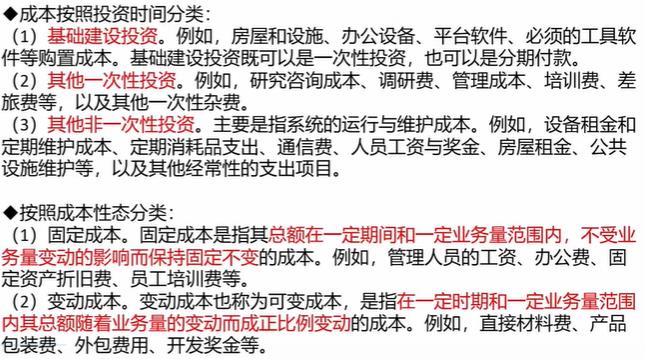 ◆成本按照投资时间分类：
（1）基础建设投资。例如，房屋和设施、办公设备、平台软件、必须的工具软
件等购置成本。基础建设投资既可以是一次性投资，也可以是分期付款。
（2）其他一次性投资。例如，研究咨询成本、调研费、管理成本、培训费、差
旅费等，以及其他一次性杂费。
（3）其他非一次性投资。主要是指系统的运行与维护成本。例如，设备租金和
定期维护成本、定期消耗品支出、通信费、人员工资与奖金、房屋租金、公共
设施维护等，以及其他经常性的支出项目。
◆按照成本性态分类：
（1）固定成本。固定成本是指其总额在一定期间和一定业务量范围内，不受业
务量变动的影响而保持固定不变的成本。例如，管理人员的工资、办公费、固
定资产折旧费、员工培训费等。
（2）变动成本。变动成本也称为可变成本，是指在一定时期和一定业务量范围
内其总额随着业务量的变动而成正比例变动的成本。例如，直接材料费、产品
包装费、外包费用、开发奖金等。